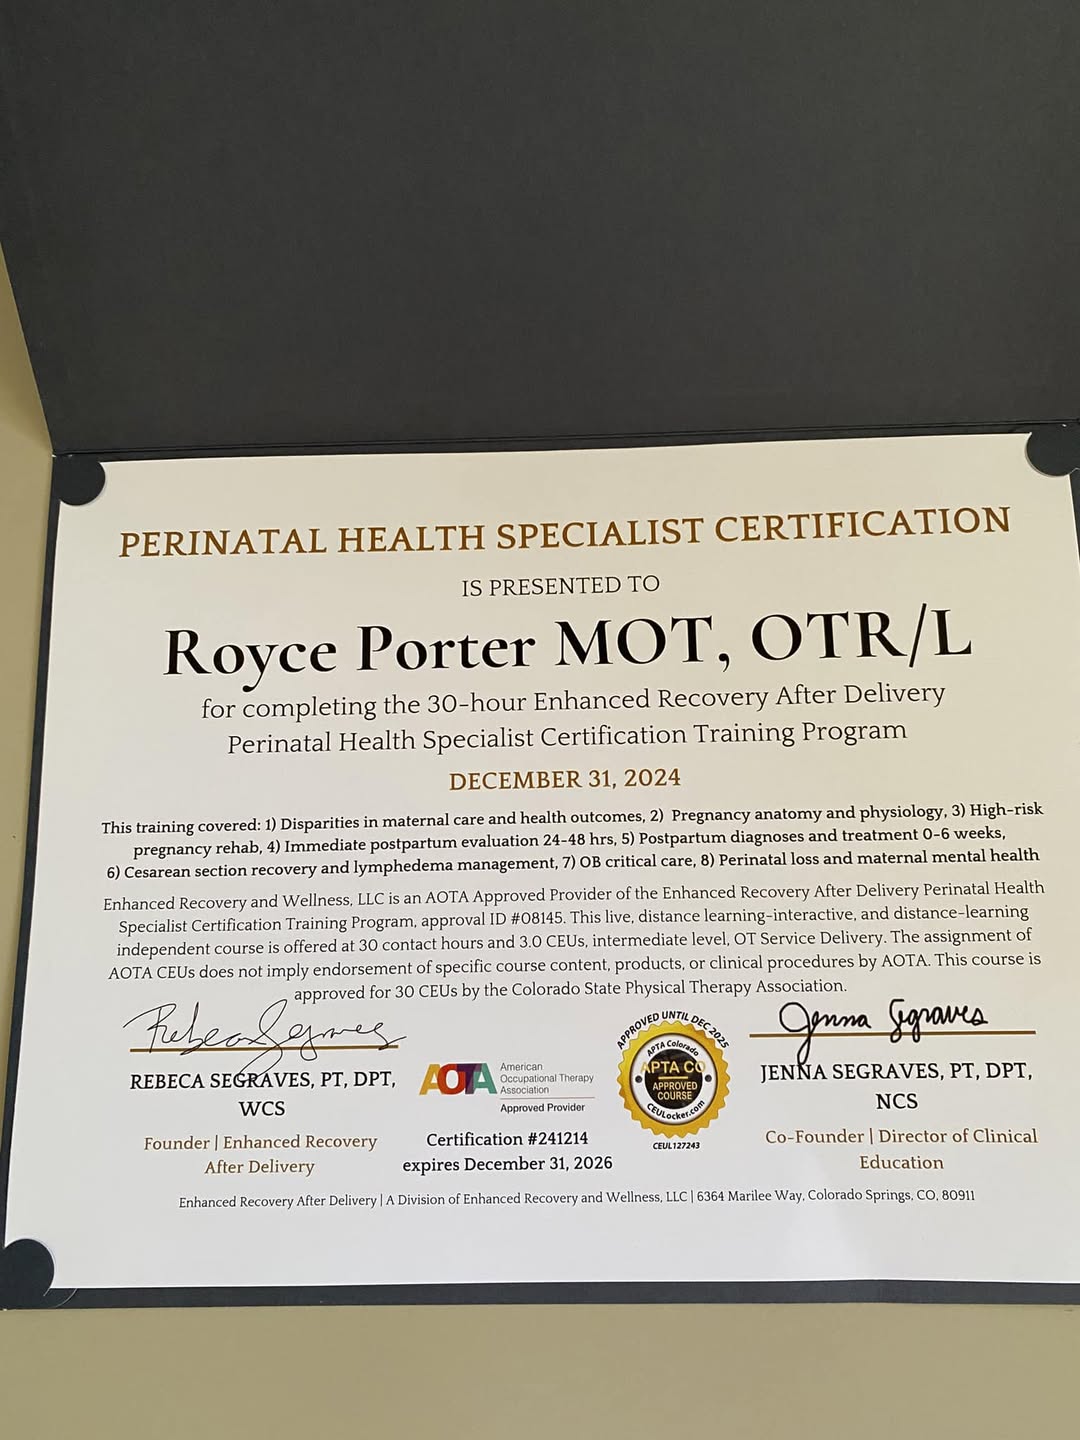 PERINATAL HEALTH SPECIALIST CERTIFICATION
IS PRESENTED TO
Royce Porter MOT, OTR/L
for completing the 30-hour Enhanced Recovery After Delivery
Perinatal Health Specialist Certification Training Program
DECEMBER 31, 2024
This training covered: 1) Disparities in maternal care and health outcomes, 2) Pregnancy anatomy and physiology, 3) High-risk
pregnancy rehab, 4) Immediate postpartum evaluation 24-48 hrs, 5) Postpartum diagnoses and treatment 0-6 weeks,
6) Cesarean section recovery and lymphedema management, 7) OB critical care, 8) Perinatal loss and maternal mental health
Enhanced Recovery and Wellness, LLC is an AOTA Approved Provider of the Enhanced Recovery After Delivery Perinatal Health
Specialist Certification Training Program, approval ID #08145. This live, distance learning-interactive, and distance-learning
independent course is offered at 30 contact hours and 3.0 CEUs, intermediate level, OT Service Delivery. The assignment of
AOTA CEUs does not imply endorsement of specific course content, products, or clinical procedures by AOTA. This course is
approved for 30 CEUs by the Colorado State Physical Therapy Association.
Rebeca Segraves
REBECA SEGRAVES, PT, DPT,
WCS
Founder | Enhanced Recovery
After Delivery
AOTA
American
Occupational Therapy
Association
Approved Provider
Certification #241214
expires December 31, 2026
APPROVED UNTIL DEC 2025
APTA Colorado
APTA CO
APPROVED
COURSE
CEULocker.com
CEUL127243
Jenna Segraves
JENNA SEGRAVES, PT, DPT,
NCS
Co-Founder | Director of Clinical
Education
Enhanced Recovery After Delivery | A Division of Enhanced Recovery and Wellness, LLC | 6364 Marilee Way, Colorado Springs, CO, 80911